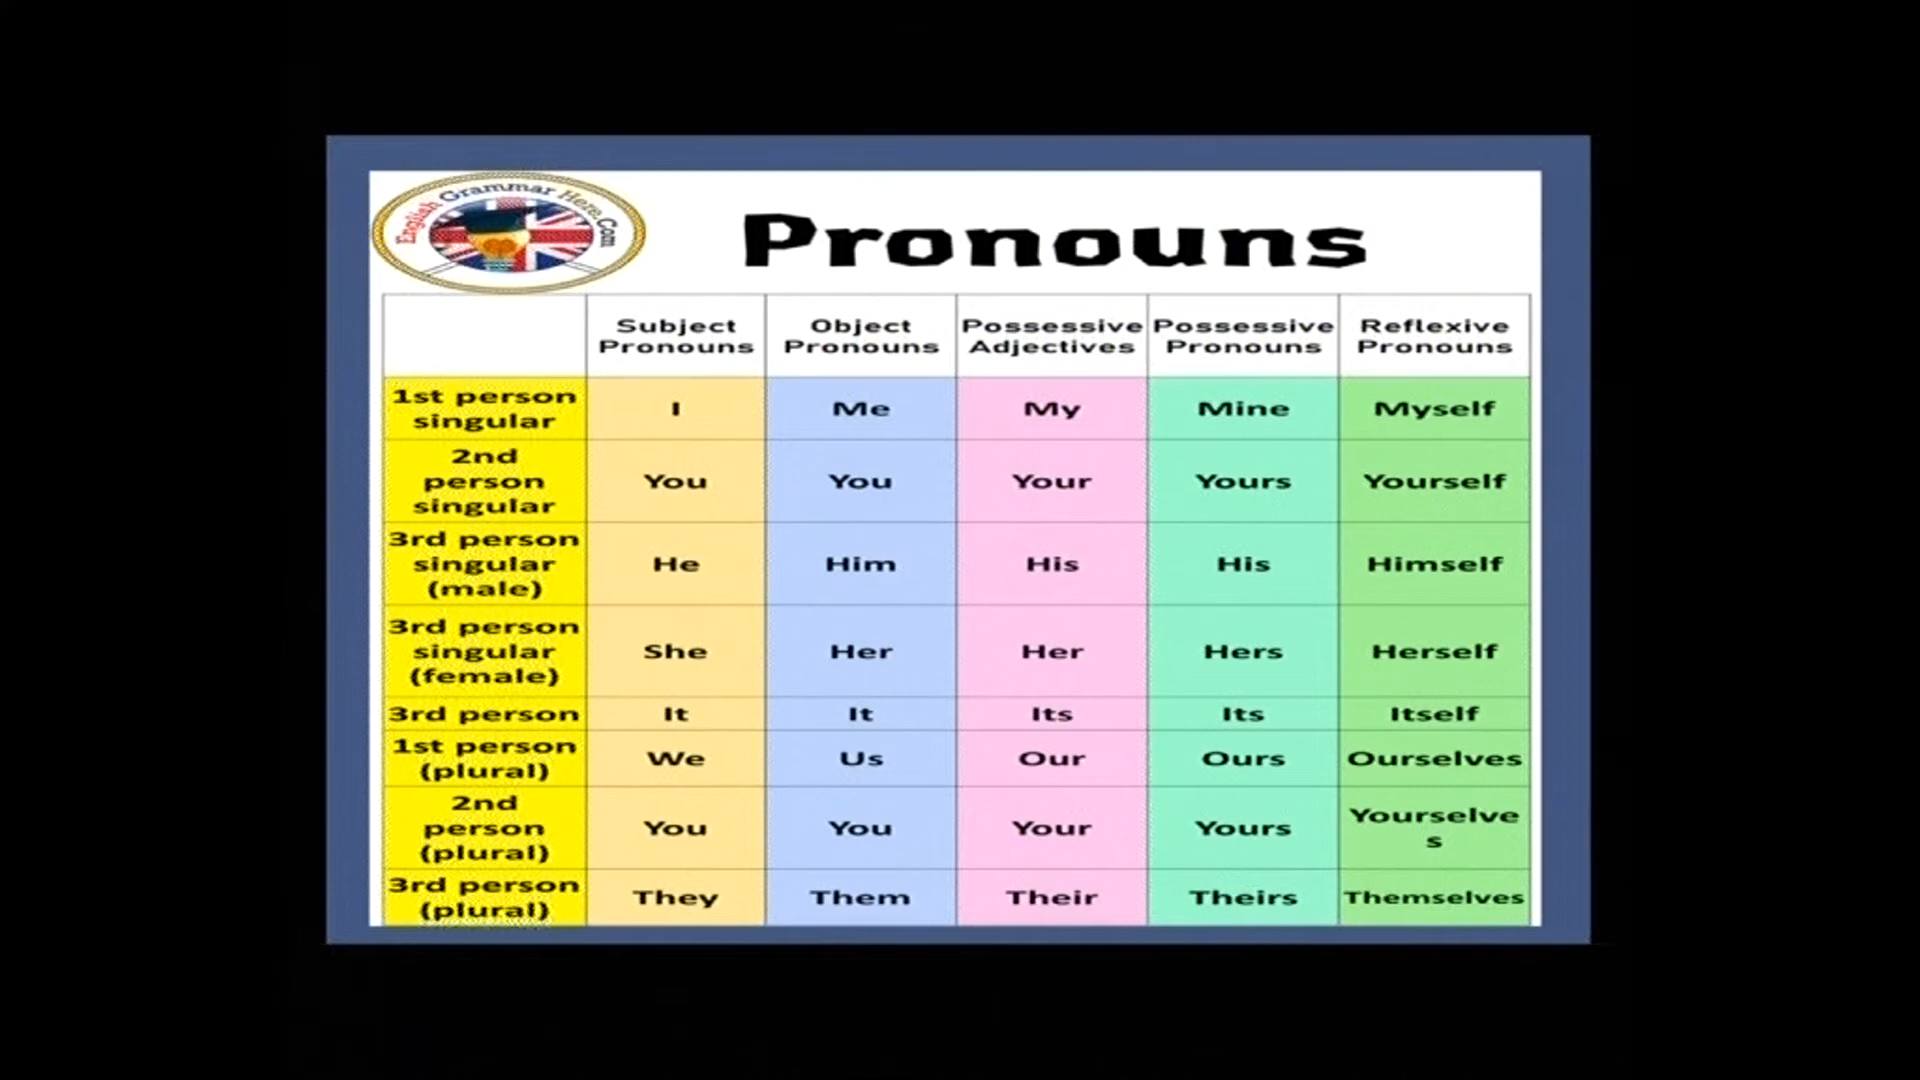 English Grammar Here.Com
Pronouns
Subject Pronouns Object Pronouns Possessive Adjectives Possessive Pronouns Reflexive Pronouns
1st person singular I Me My Mine Myself
2nd person singular You You Your Yours Yourself
3rd person singular (male) He Him His His Himself
3rd person singular (female) She Her Her Hers Herself
3rd person It It Its Its Itself
1st person (plural) We Us Our Ours Ourselves
2nd person (plural) You You Your Yours Yourselves
3rd person (plural) They Them Their Theirs Themselves